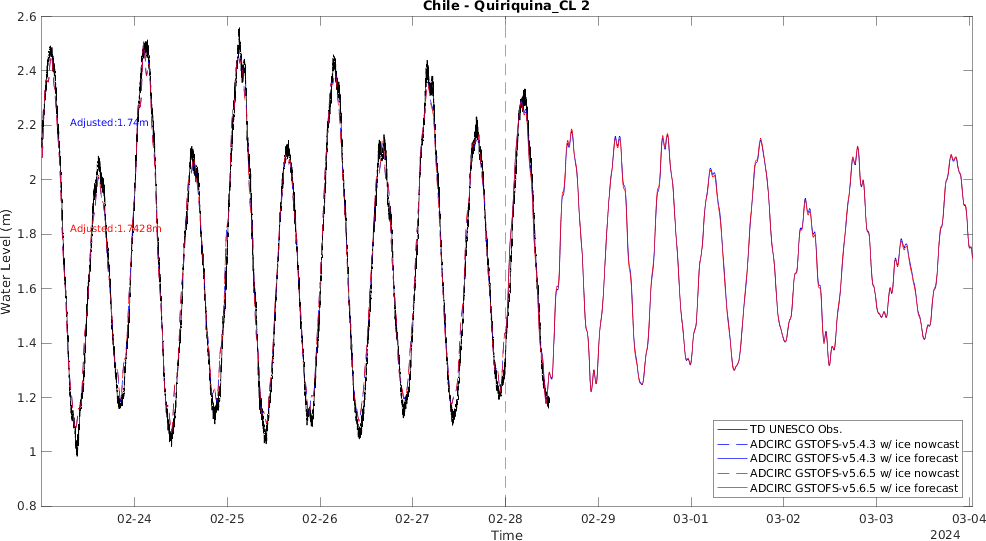 Chile - Quiriquina_CL 2
2.6
2.4
2.2
2
1.8
1.6
1.4
1.2
1
0.8
Water Level (m)
Adjusted:1.74m
Adjusted:1.7428m
TD UNESCO Obs.
ADCIRC GSTOFS-v5.4.3 w/ ice nowcast
ADCIRC GSTOFS-v5.4.3 w/ ice forecast
ADCIRC GSTOFS-v5.6.5 w/ ice nowcast
ADCIRC GSTOFS-v5.6.5 w/ ice forecast
02-24 02-25 02-26 02-27 02-28 02-29 03-01 03-02 03-03 03-04
Time
2024